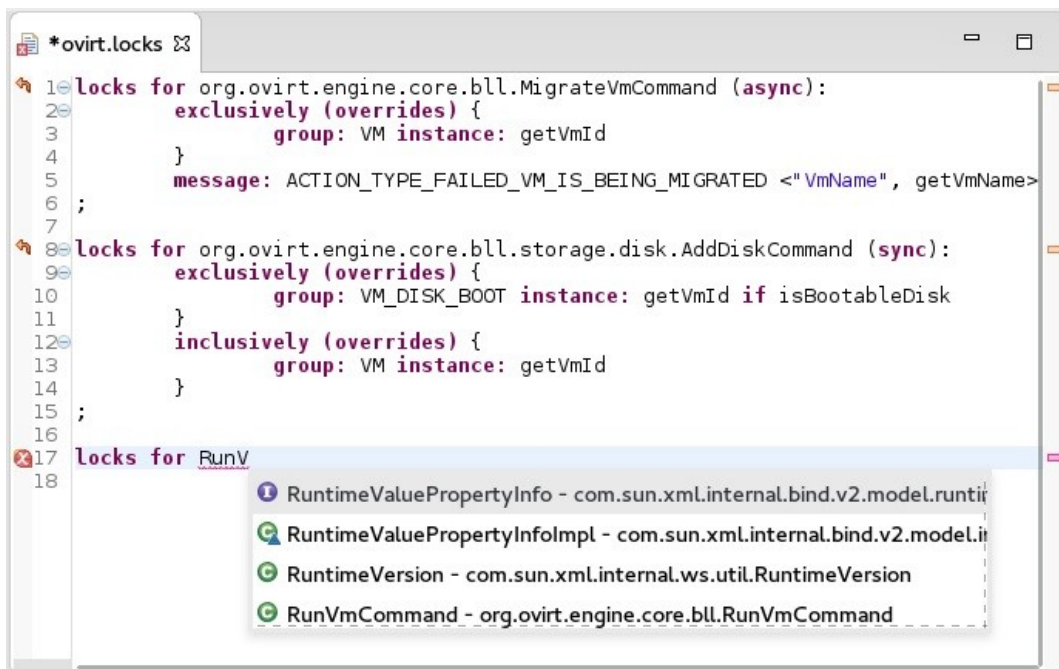 *ovirt.locks
1 locks for org.ovirt.engine.core.bll.MigrateVmCommand (async):
2 exclusively (overrides) {
3 group: VM instance: getVmId
4 }
5 message: ACTION_TYPE_FAILED_VM_IS_BEING_MIGRATED <"VmName", getVmName>
6 ;
7
8 locks for org.ovirt.engine.core.bll.storage.disk.AddDiskCommand (sync):
9 exclusively (overrides) {
10 group: VM_DISK_BOOT instance: getVmId if isBootableDisk
11 }
12 inclusively (overrides) {
13 group: VM instance: getVmId
14 }
15 ;
16
17 locks for RunV
18
I RuntimeValuePropertyInfo - com.sun.xml.internal.bind.v2.model.runti
C RuntimeValuePropertyInfoImpl - com.sun.xml.internal.bind.v2.model.i
C RuntimeVersion - com.sun.xml.internal.ws.util.RuntimeVersion
C RunVmCommand - org.ovirt.engine.core.bll.RunVmCommand